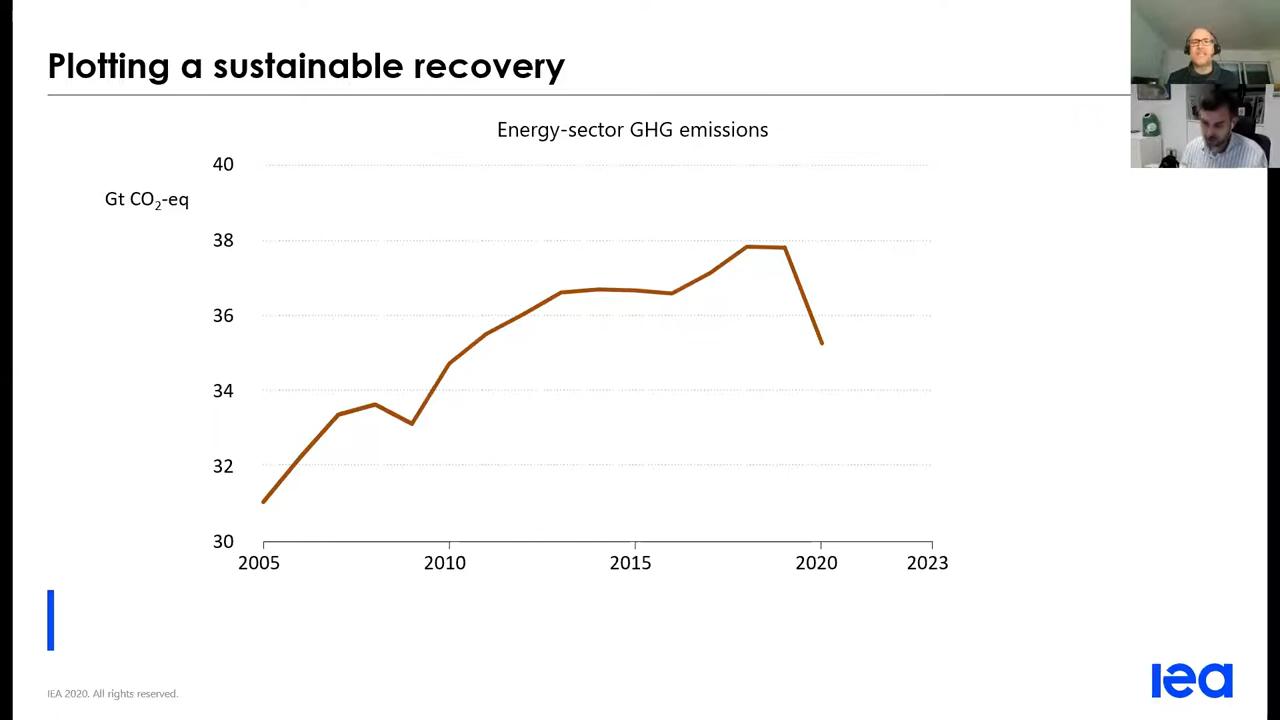 Plotting a sustainable recovery
Energy-sector GHG emissions
Gt CO₂-eq
40
38
36
34
32
30
2005 2010 2015 2020 2023
IEA 2020. All rights reserved.
iea